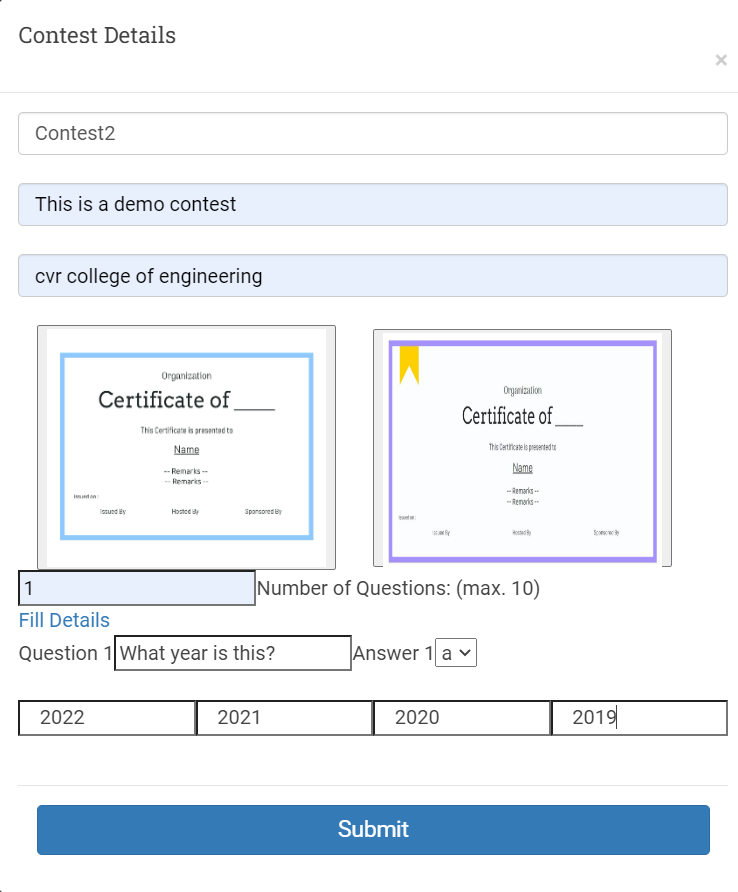 Contest Details
×
Contest2
This is a demo contest
cvr college of engineering
Organization
Certificate of ____
This Certificate is presented to
Name
-- Remarks --
-- Remarks --
Issued on :
Issued By Hosted By Sponsored By
Organization
Certificate of ____
This Certificate is presented to
Name
-- Remarks --
-- Remarks --
Issued on :
Issued By Hosted By Sponsored By
1 Number of Questions: (max. 10)
Fill Details
Question 1 What year is this? Answer 1 a
2022 2021 2020 2019
Submit